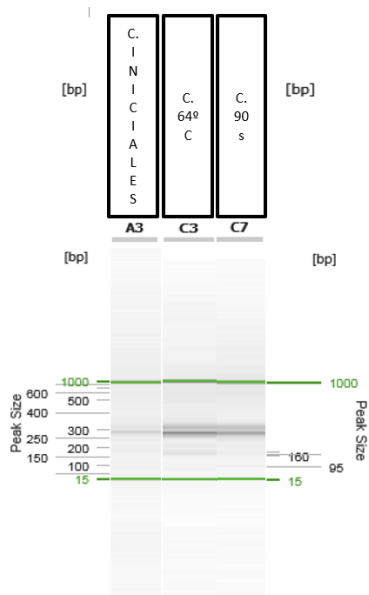 C.
I
N
I
C
I
A
L
E
S
C.
64º
C
C.
90
s
[bp]
[bp]
A3
C3
C7
[bp]
[bp]
1000
600
500
400
300
250
200
150
100
15
Peak Size
1000
160
95
15
Peak Size